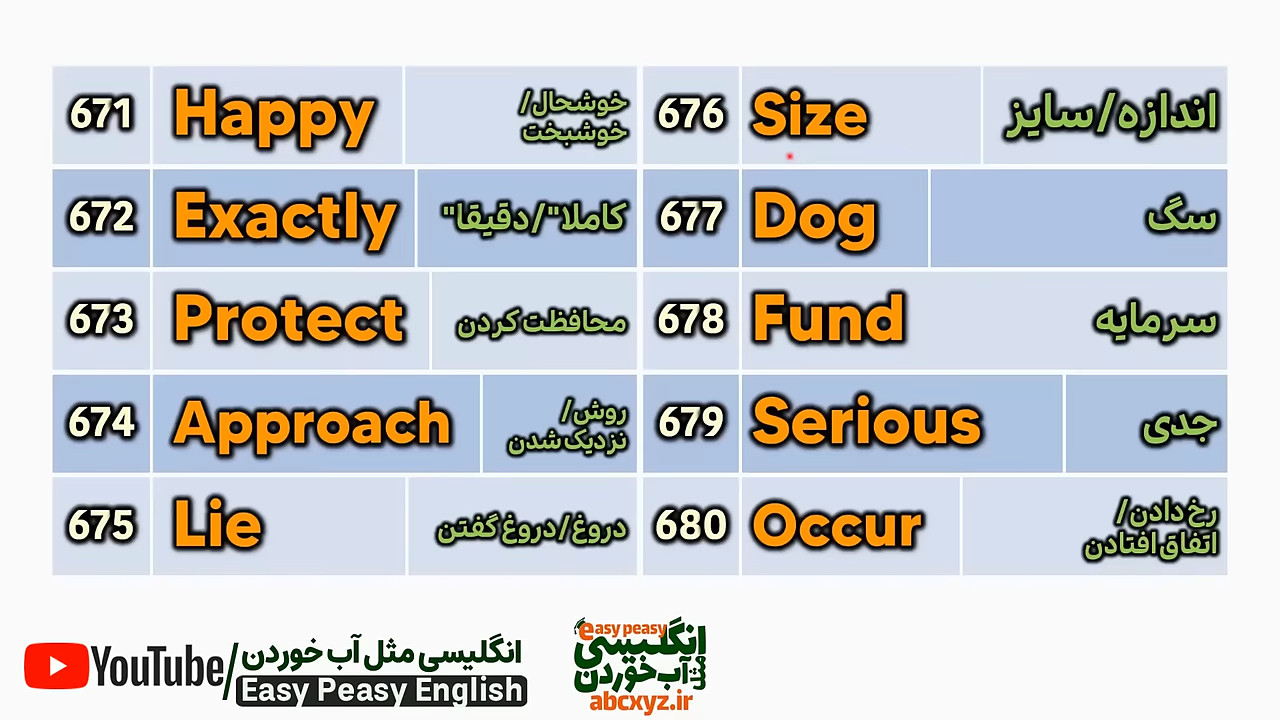 671 Happy خوشحال/
خوشبخت
672 Exactly کاملا"/دقیقا"
673 Protect محافظت کردن
674 Approach روش/
نزدیک شدن
675 Lie دروغ/دروغ گفتن
676 Size اندازه/سایز
677 Dog سگ
678 Fund سرمایه
679 Serious جدی
680 Occur رخ دادن/
اتفاق افتادن
YouTube/انگلیسی مثل آب خوردن
Easy Peasy English
easy peasy
انگلیسی
مثل آب خوردن
abcxyz.ir